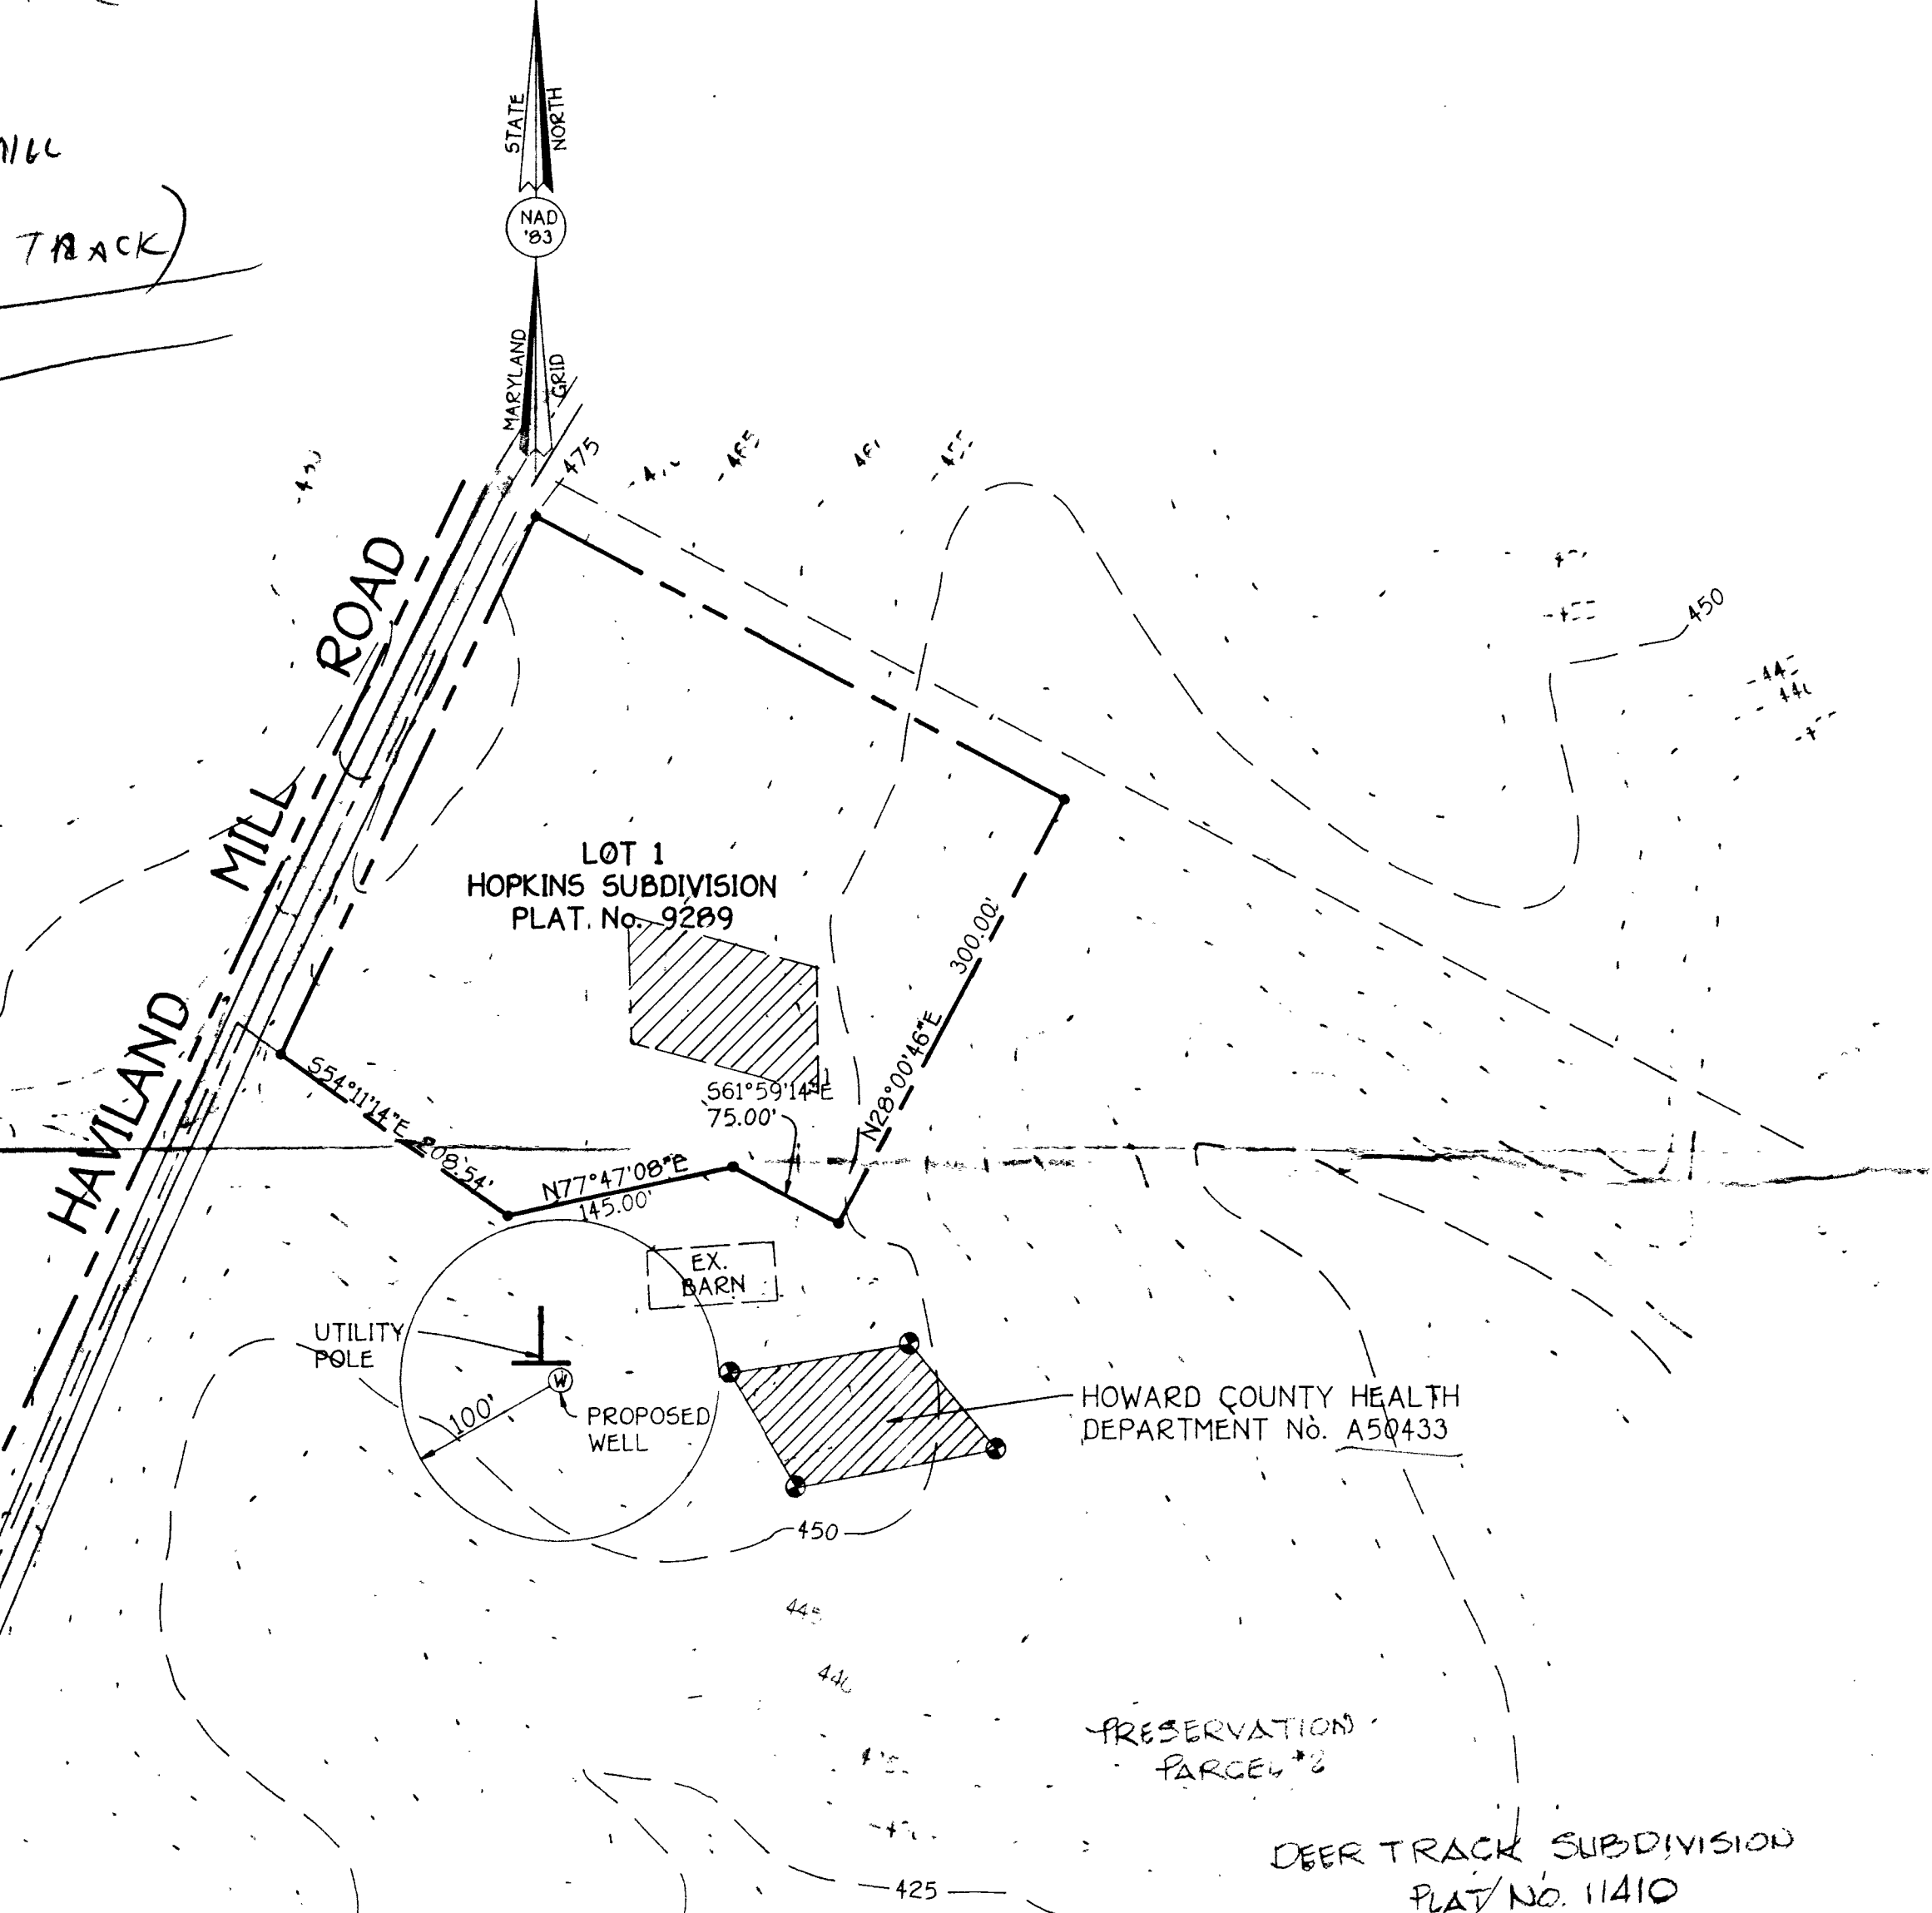 STATE NORTH
NAD
'83
TRACK)
MARYLAND GRID
475
465
450
HAVILAND MILL ROAD
LOT 1
HOPKINS SUBDIVISION
PLAT. No. 9289
300.00'
N28°00'46"E
S54°11'14"E 208.54'
S61°59'14"E
75.00'
N77°47'08"E
145.00'
EX.
BARN
UTILITY
POLE
W
100'
PROPOSED
WELL
HOWARD COUNTY HEALTH
DEPARTMENT No. A50433
450
445
PRESERVATION
PARCEL
DEER TRACK SUBDIVISION
425
PLAT NO. 11410